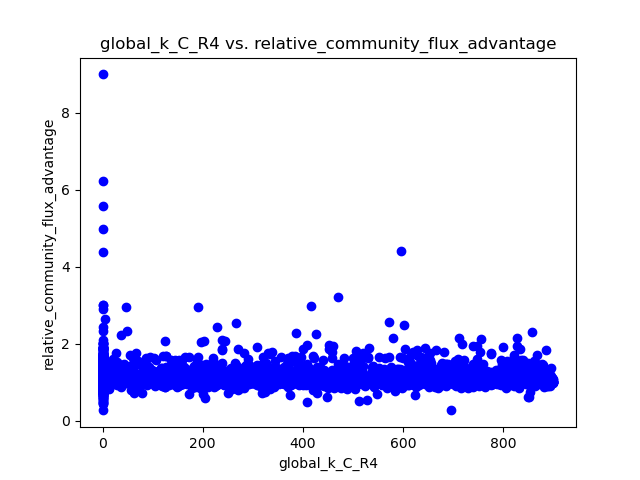 global_k_C_R4 vs. relative_community_flux_advantage
relative_community_flux_advantage
8
6
4
2
0
0 200 400 600 800
global_k_C_R4